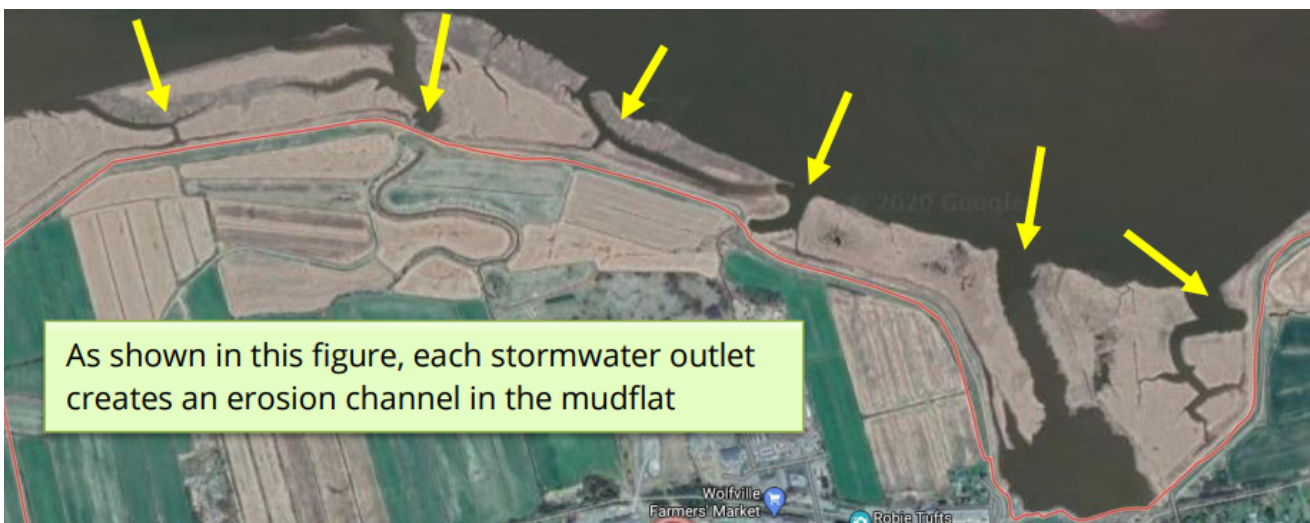 © 2020 Google
As shown in this figure, each stormwater outlet
creates an erosion channel in the mudflat
Wolfville
Farmers' Market
Robie Tufts